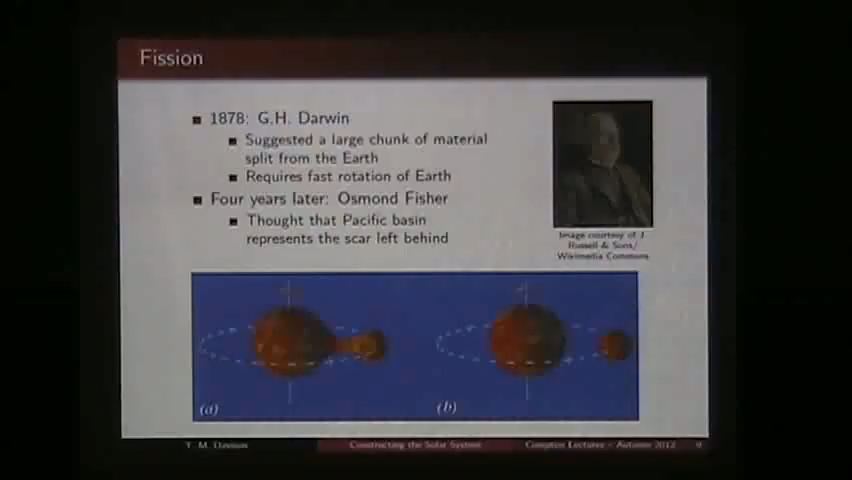 Fission
1878: G.H. Darwin
Suggested a large chunk of material
split from the Earth
Requires fast rotation of Earth
Four years later: Osmond Fisher
Thought that Pacific basin
represents the scar left behind
Image courtesy of J
Russell & Sons/
Wikimedia Commons
(a)
(b)
T. M. Davison
Constructing the Solar System
Compton Lectures – Autumn 2012
9